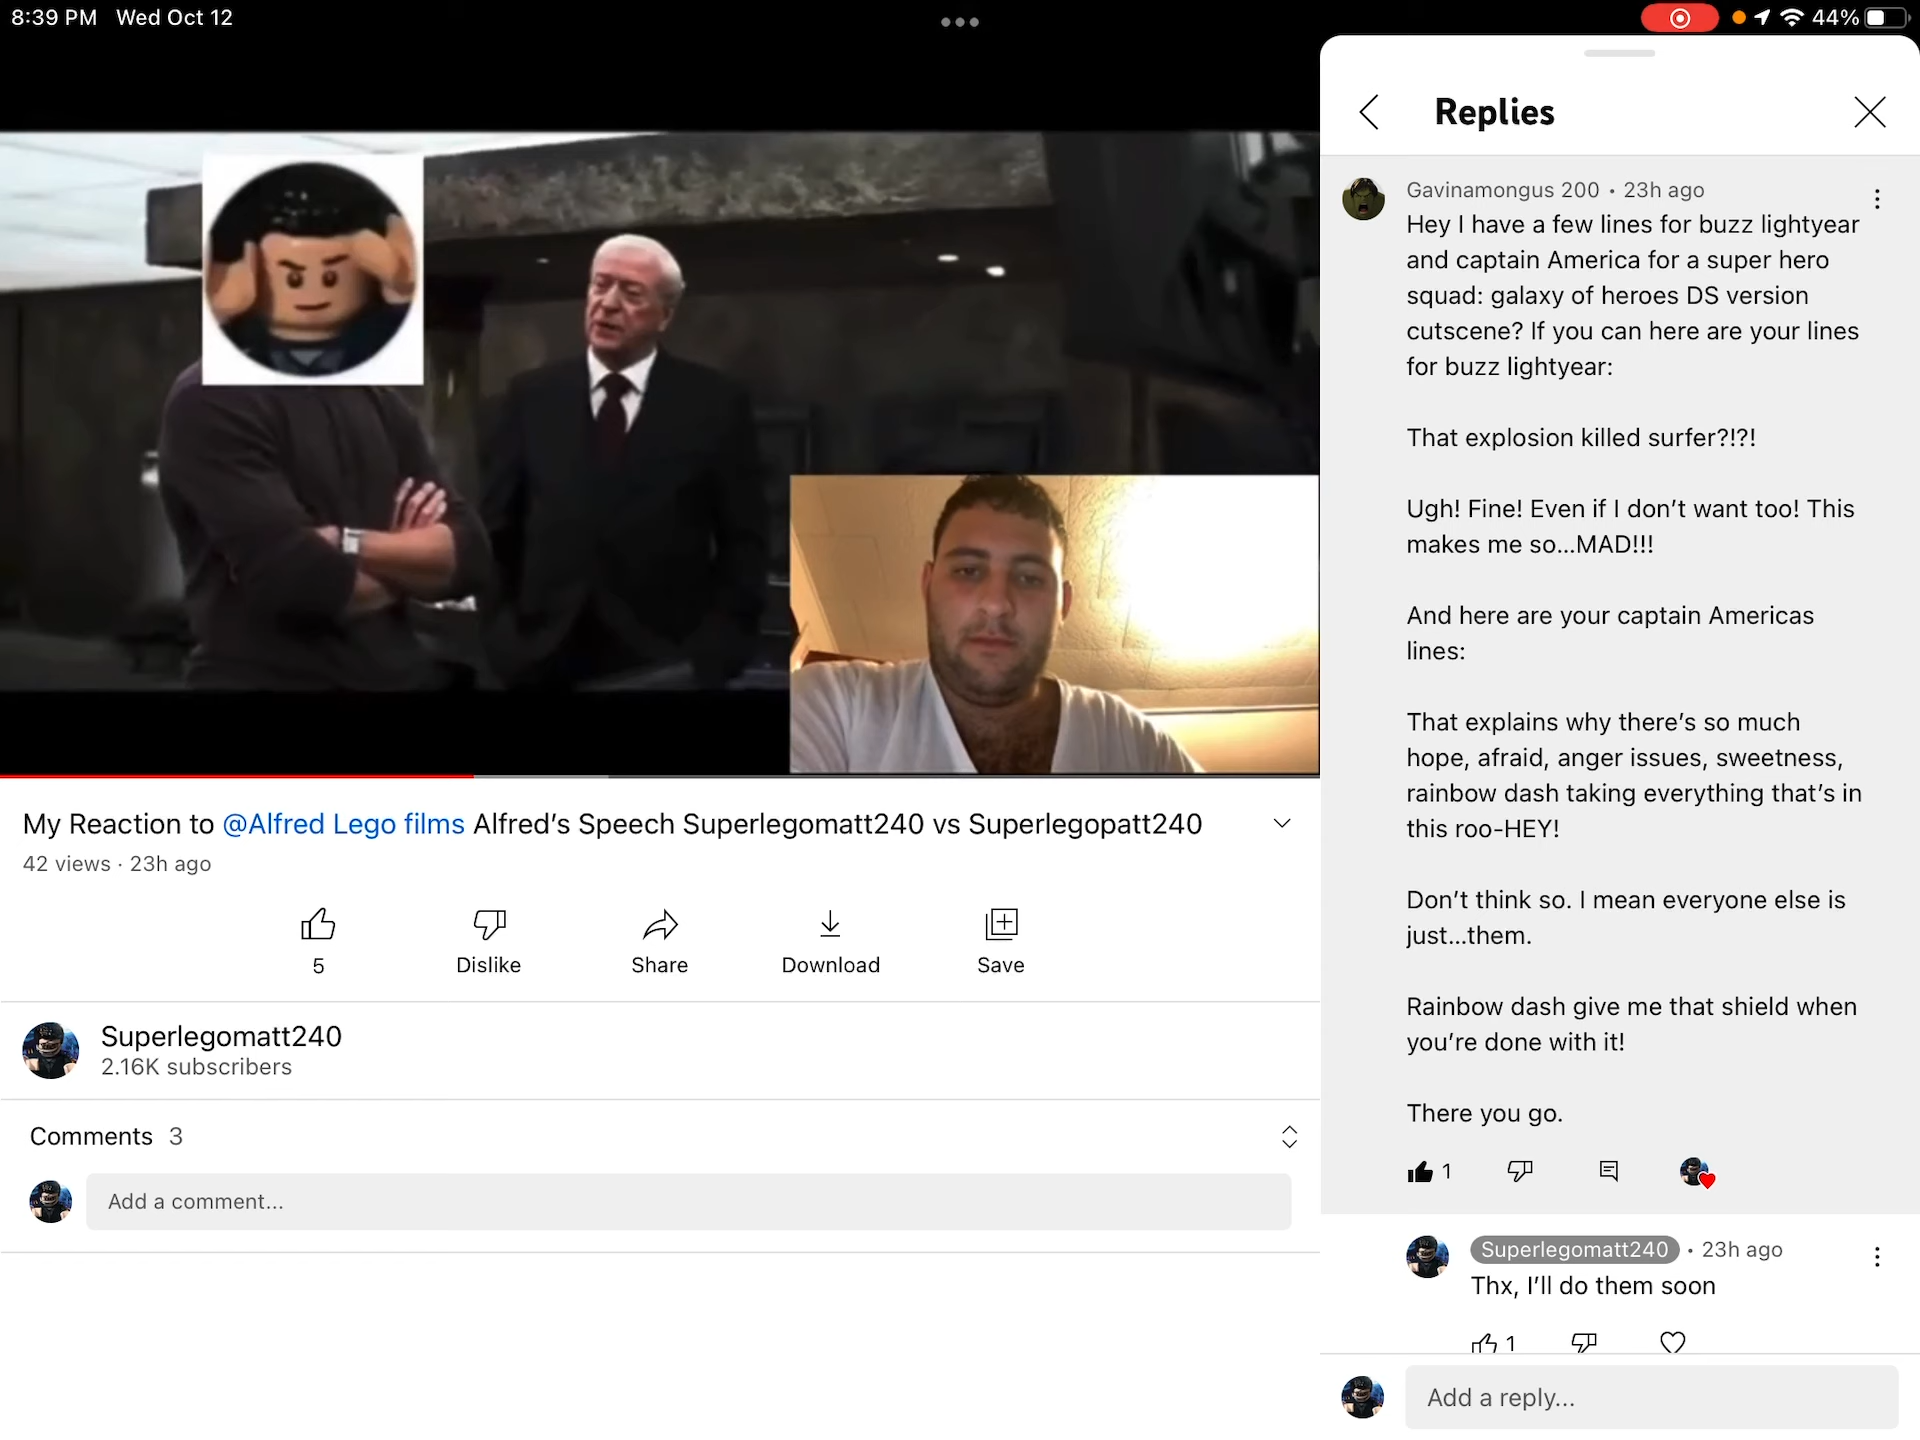 8:39 PM Wed Oct 12
44%
My Reaction to @Alfred Lego films Alfred's Speech Superlegomatt240 vs Superlegopatt240
42 views · 23h ago
5
Dislike
Share
Download
Save
Superlegomatt240
2.16K subscribers
Comments 3
Add a comment...
Replies
Gavinamongus 200 • 23h ago
Hey I have a few lines for buzz lightyear
and captain America for a super hero
squad: galaxy of heroes DS version
cutscene? If you can here are your lines
for buzz lightyear:
That explosion killed surfer?!?!
Ugh! Fine! Even if I don't want too! This
makes me so...MAD!!!
And here are your captain Americas
lines:
That explains why there's so much
hope, afraid, anger issues, sweetness,
rainbow dash taking everything that's in
this roo-HEY!
Don't think so. I mean everyone else is
just...them.
Rainbow dash give me that shield when
you're done with it!
There you go.
1
Superlegomatt240 • 23h ago
Thx, I'll do them soon
1
Add a reply...